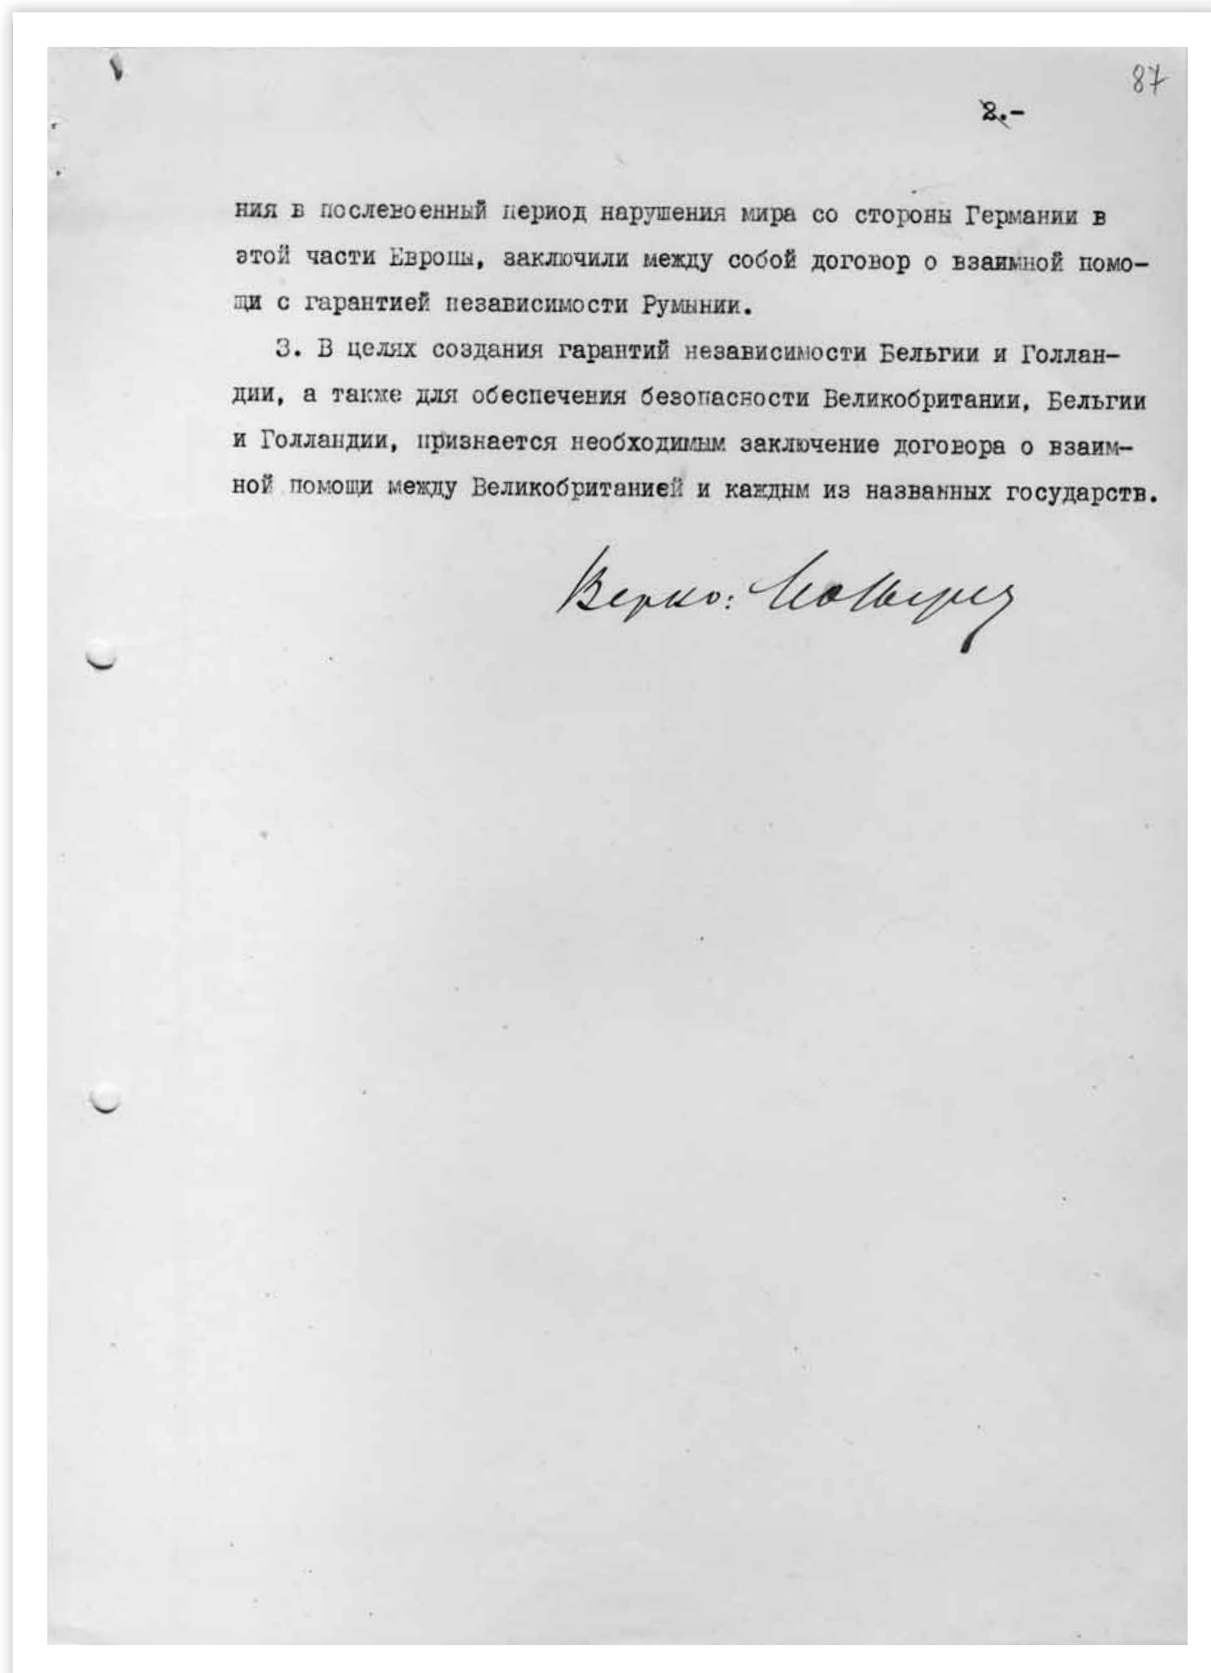 87
2.-
ния в послевоенный период нарушения мира со стороны Германии в
этой части Европы, заключили между собой договор о взаимной помо-
щи с гарантией независимости Румынии.
3. В целях создания гарантий независимости Бельгии и Голлан-
дии, а также для обеспечения безопасности Великобритании, Бельгии
и Голландии, признается необходимым заключение договора о взаим-
ной помощи между Великобританией и каждым из названных государств.
Верно: